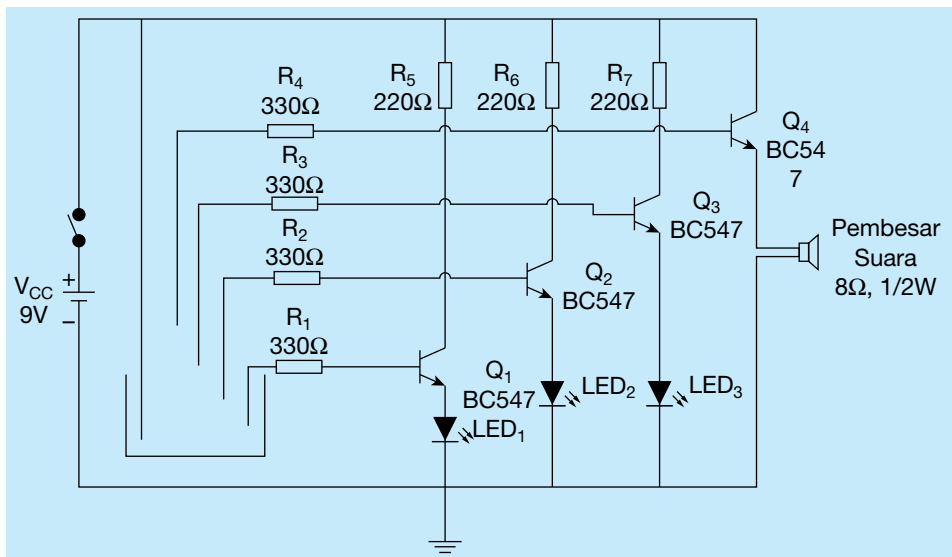 R₅
220Ω
R₆
220Ω
R₇
220Ω
R₄
330Ω
Q₄
BC54
7
R₃
330Ω
Q₃
BC547
Pembesar
Suara
8Ω, 1/2W
R₂
330Ω
Q₂
BC547
+
V_CC
9V
−
R₁
330Ω
Q₁
BC547
LED₁
LED₂
LED₃